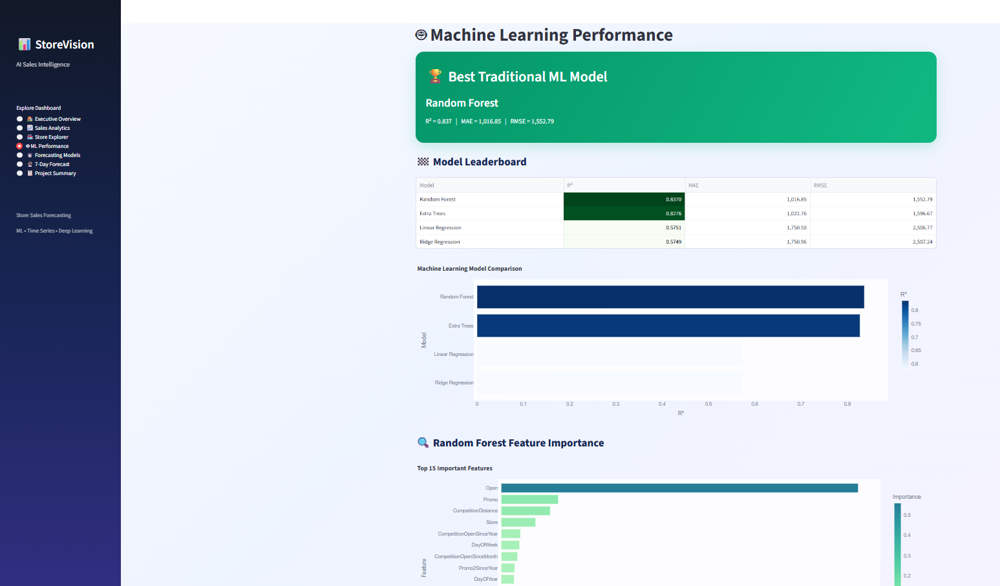 StoreVision
AI Sales Intelligence
Explore Dashboard
Executive Overview
Sales Analytics
Store Explorer
ML Performance
Forecasting Models
7-Day Forecast
Project Summary
Store Sales Forecasting
ML • Time Series • Deep Learning
Machine Learning Performance
Best Traditional ML Model
Random Forest
R² = 0.837 | MAE = 1,016.85 | RMSE = 1,552.79
Model Leaderboard
Model R² MAE RMSE
Random Forest 0.8370 1,016.85 1,552.79
Extra Trees 0.8276 1,022.76 1,596.67
Linear Regression 0.5751 1,750.50 2,506.77
Ridge Regression 0.5749 1,750.96 2,507.24
Machine Learning Model Comparison
Random Forest
Extra Trees
Linear Regression
Ridge Regression
Model
0 0.1 0.2 0.3 0.4 0.5 0.6 0.7 0.8
R²
R²
0.8
0.75
0.7
0.65
0.6
Random Forest Feature Importance
Top 15 Important Features
Open
Promo
CompetitionDistance
Store
CompetitionOpenSinceYear
DayOfWeek
CompetitionOpenSinceMonth
Promo2SinceYear
DayOfYear
Feature
Importance
0.5
0.4
0.3
0.2